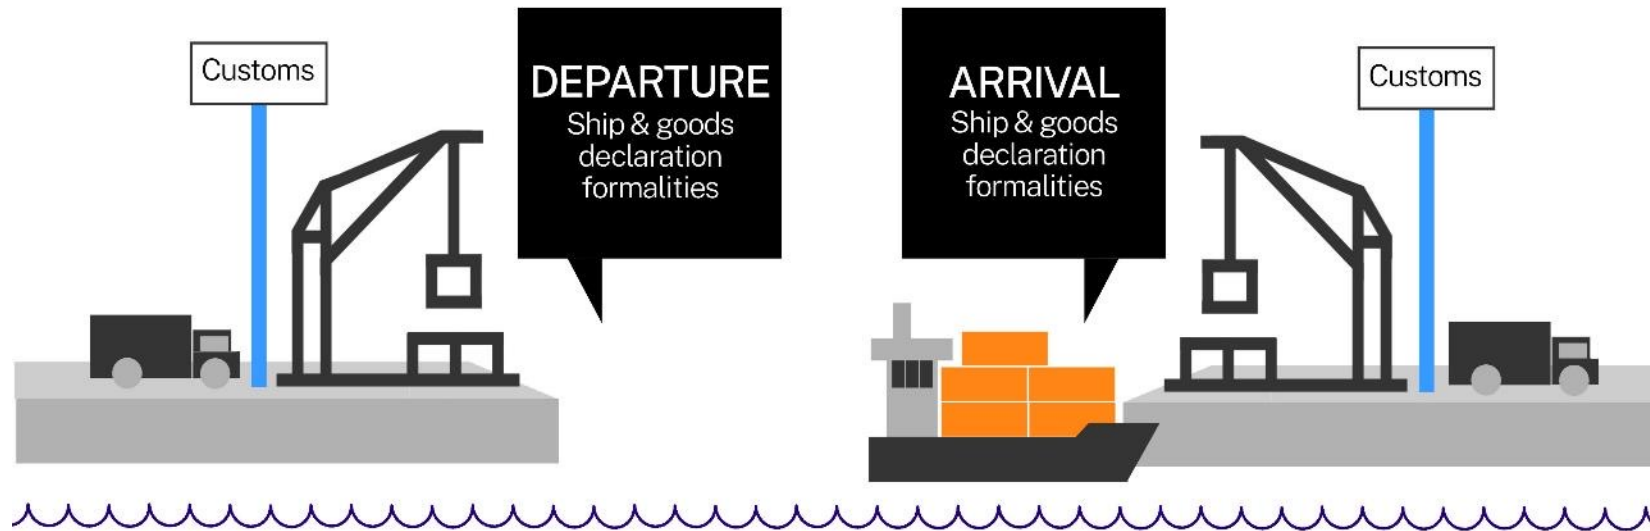 Customs
DEPARTURE
Ship & goods
declaration
formalities
ARRIVAL
Ship & goods
declaration
formalities
Customs